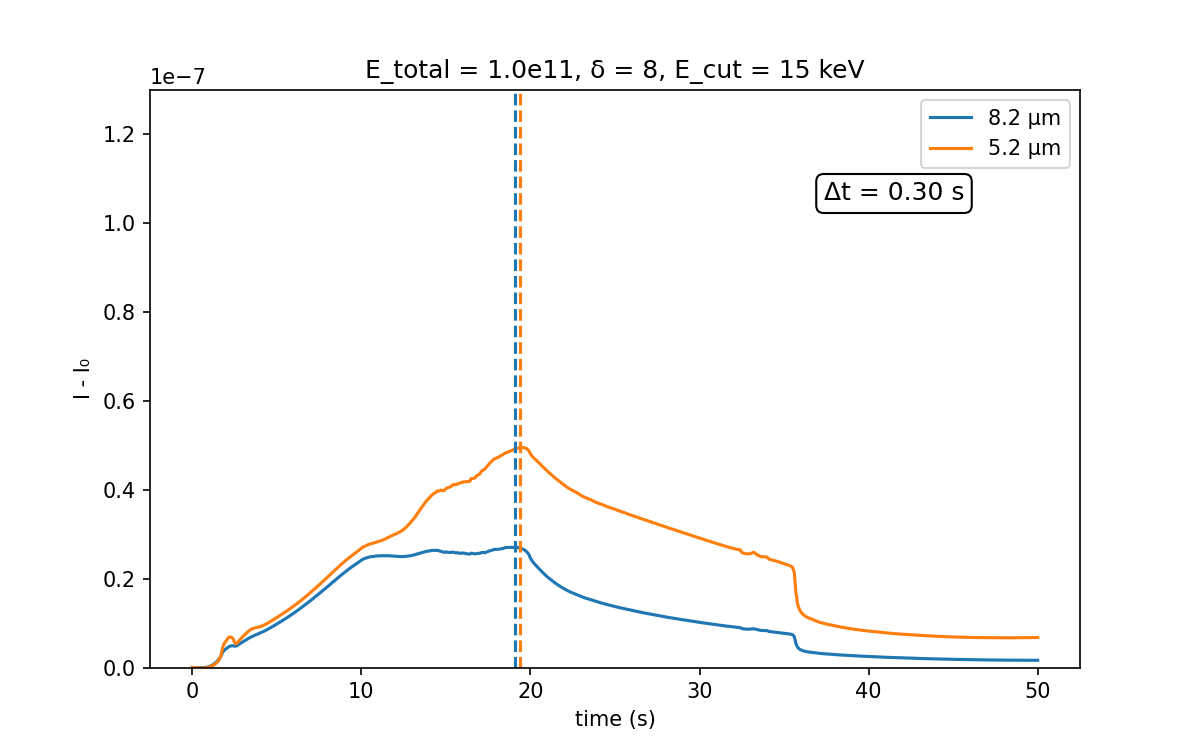 E_total = 1.0e11, δ = 8, E_cut = 15 keV
1e−7
8.2 μm
5.2 μm
Δt = 0.30 s
1.2
1.0
0.8
0.6
0.4
0.2
0.0
I - I₀
0 10 20 30 40 50
time (s)